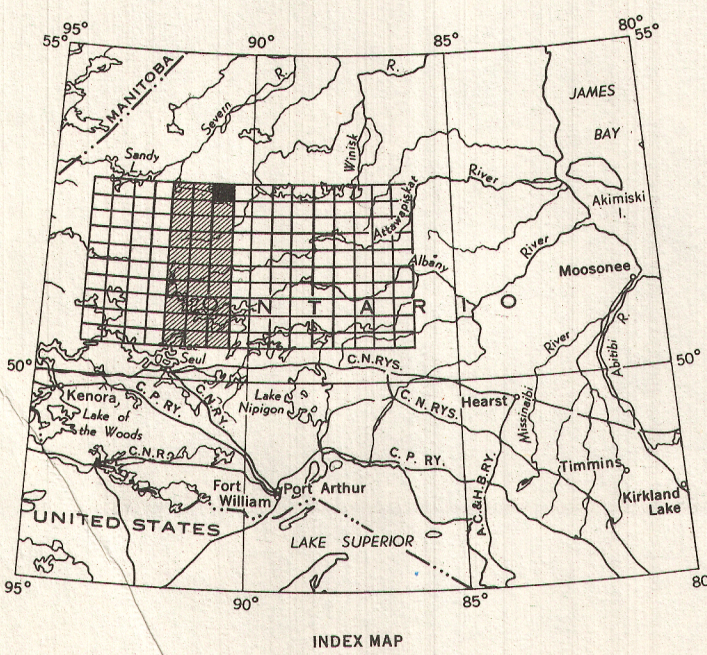 95°
80°
55°
90°
85°
55°
MANITOBA
R.
R.
Severn
JAMES
BAY
Winisk
Sandy
L.
River
Attawapiskat
Akimiski
I.
River
Albany
Moosonee
ONTARIO
R.
River
Abitibi
Seul
C.N.RYS.
50°
50°
Kenora
C.P.RY.
C.N.RY.
Lake
Nipigon
C.N.RYS.
Hearst
Missinaibi
Lake of
the Woods
C.N.R.
C.P.RY.
Timmins
Fort
William
Port Arthur
A.C.&H.B.RY.
Kirkland
Lake
UNITED STATES
LAKE SUPERIOR
95°
90°
85°
80
INDEX MAP